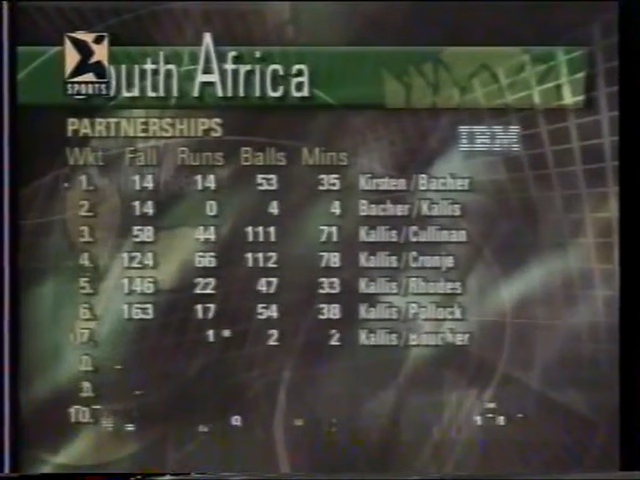 South Africa
SPORTS
PARTNERSHIPS
IBM
Wkt Fall Runs Balls Mins
1. 14 14 53 35 Kirsten/Bacher
2. 14 0 4 4 Bacher/Kallis
3. 58 44 111 71 Kallis/Cullinan
4. 124 66 112 78 Kallis/Cronje
5. 146 22 47 33 Kallis/Rhodes
6. 163 17 54 38 Kallis/Pollock
7. 1* 2 2 Kallis/Boucher
8.
9.
10.